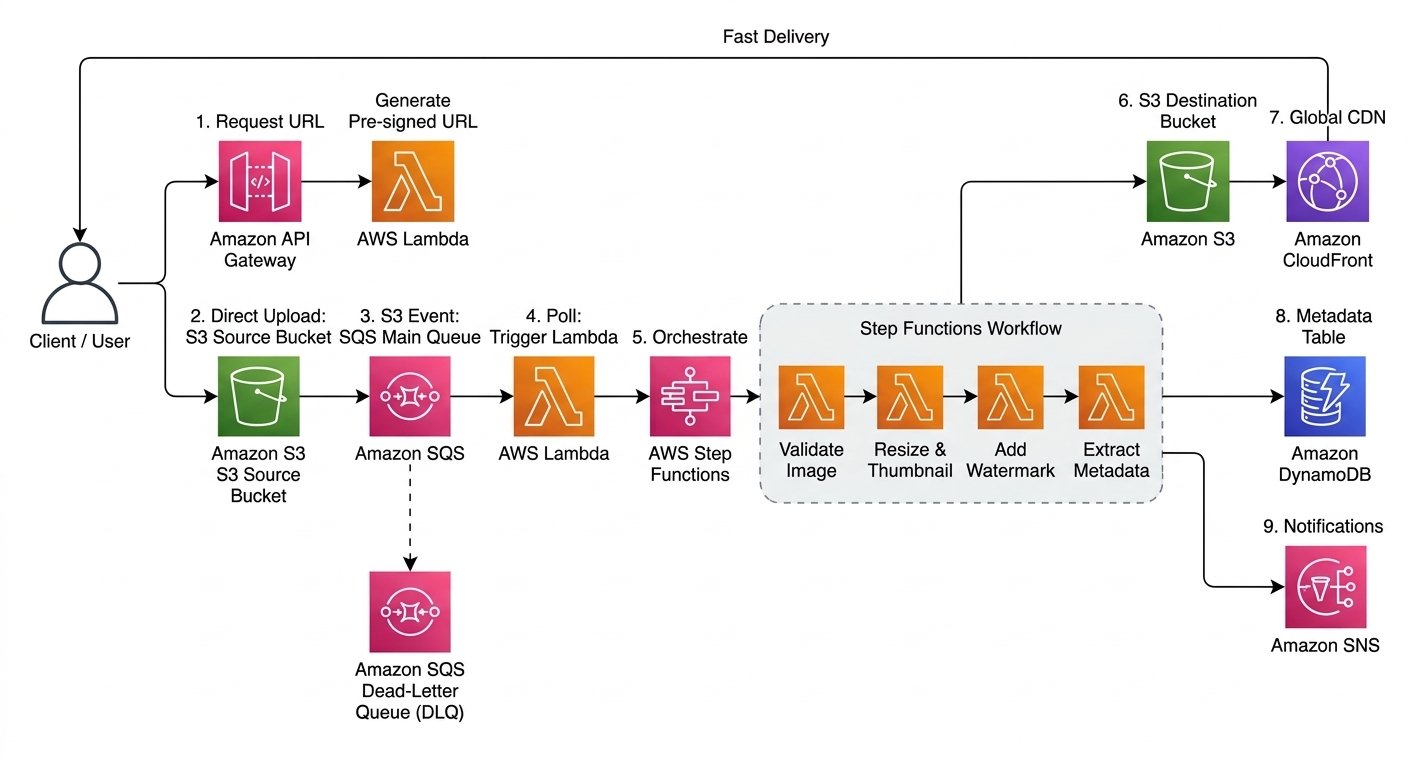 Fast Delivery
1. Request URL
Amazon API
Gateway
Generate
Pre-signed URL
AWS Lambda
6. S3 Destination
Bucket
Amazon S3
7. Global CDN
Amazon
CloudFront
Client / User
2. Direct Upload:
S3 Source Bucket
Amazon S3
S3 Source
Bucket
3. S3 Event:
SQS Main Queue
Amazon SQS
4. Poll:
Trigger Lambda
AWS Lambda
5. Orchestrate
AWS Step
Functions
Step Functions Workflow
Validate
Image
Resize &
Thumbnail
Add
Watermark
Extract
Metadata
8. Metadata
Table
Amazon
DynamoDB
9. Notifications
Amazon SNS
Amazon SQS
Dead-Letter
Queue (DLQ)